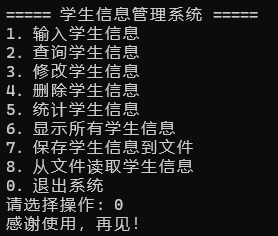 ===== 学生信息管理系统 =====
1. 输入学生信息
2. 查询学生信息
3. 修改学生信息
4. 删除学生信息
5. 统计学生信息
6. 显示所有学生信息
7. 保存学生信息到文件
8. 从文件读取学生信息
0. 退出系统
请选择操作: 0
感谢使用, 再见!